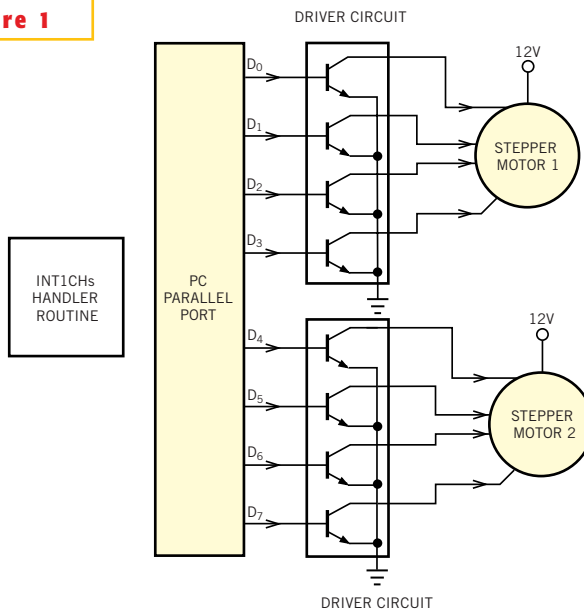 re 1
DRIVER CIRCUIT
12V
D0
D1
D2
D3
STEPPER
MOTOR 1
INT1CHs
HANDLER
ROUTINE
PC
PARALLEL
PORT
12V
D4
D5
D6
D7
STEPPER
MOTOR 2
DRIVER CIRCUIT